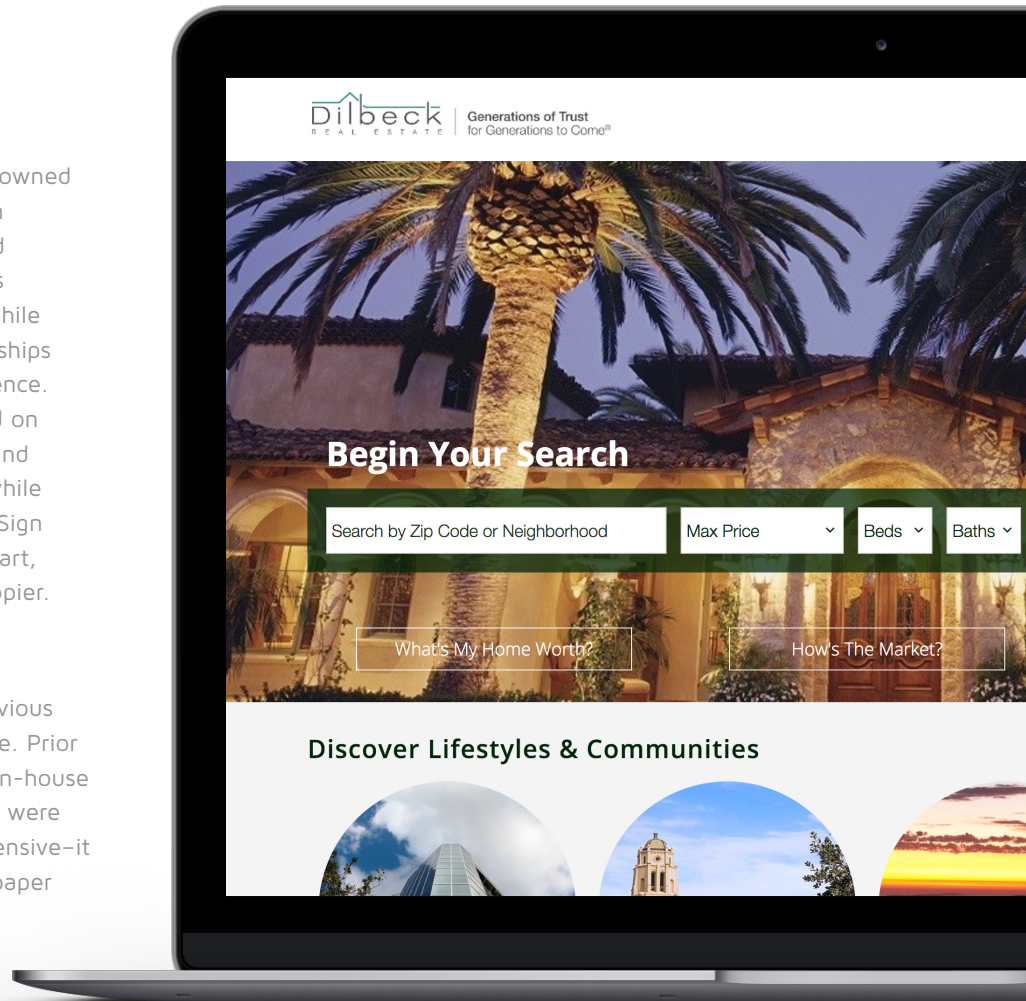 owned
hile
ships
ence.
on
nd
while
Sign
art,
pier.
vious
e. Prior
n-house
were
ensive–it
paper
Dilbeck
REAL ESTATE
Generations of Trust
for Generations to Come®
Begin Your Search
Search by Zip Code or Neighborhood
Max Price
Beds
Baths
What's My Home Worth?
How's The Market?
Discover Lifestyles & Communities